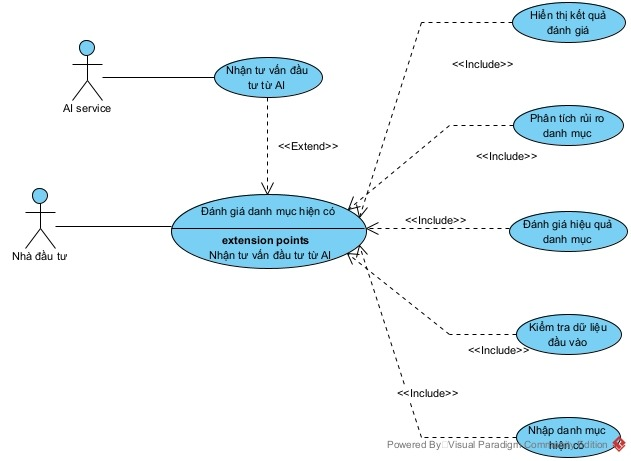 Hiển thị kết quả
đánh giá
<<Include>>
Nhận tư vấn đầu
tư từ AI
AI service
Phân tích rủi ro
danh mục
<<Extend>>
<<Include>>
Đánh giá danh mục hiện có
<<Include>>
Đánh giá hiệu quả
danh mục
extension points
Nhận tư vấn đầu tư từ AI
Nhà đầu tư
Kiểm tra dữ liệu
đầu vào
<<Include>>
<<Include>>
Nhập danh mục
hiện có
Powered By Visual Paradigm Community Edition